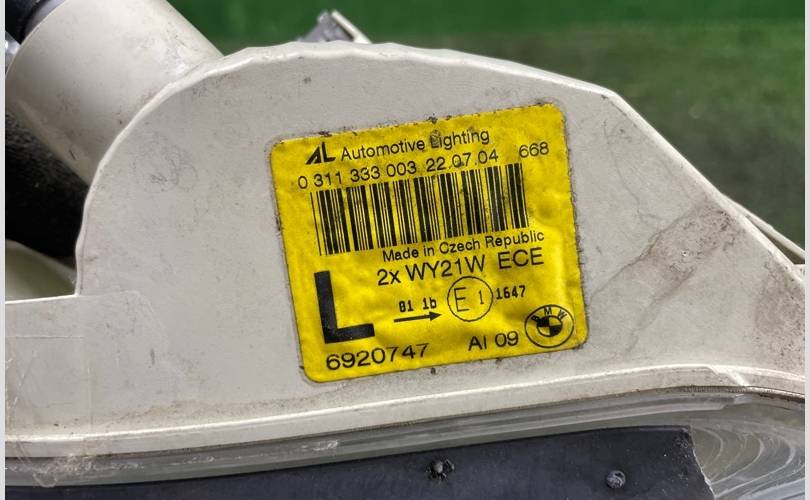 AL Automotive Lighting
0 311 333 003 22.07.04 668
Made in Czech Republic
2x WY21W ECE
L
01 1b E1 1647
BMW
6920747 AI 09